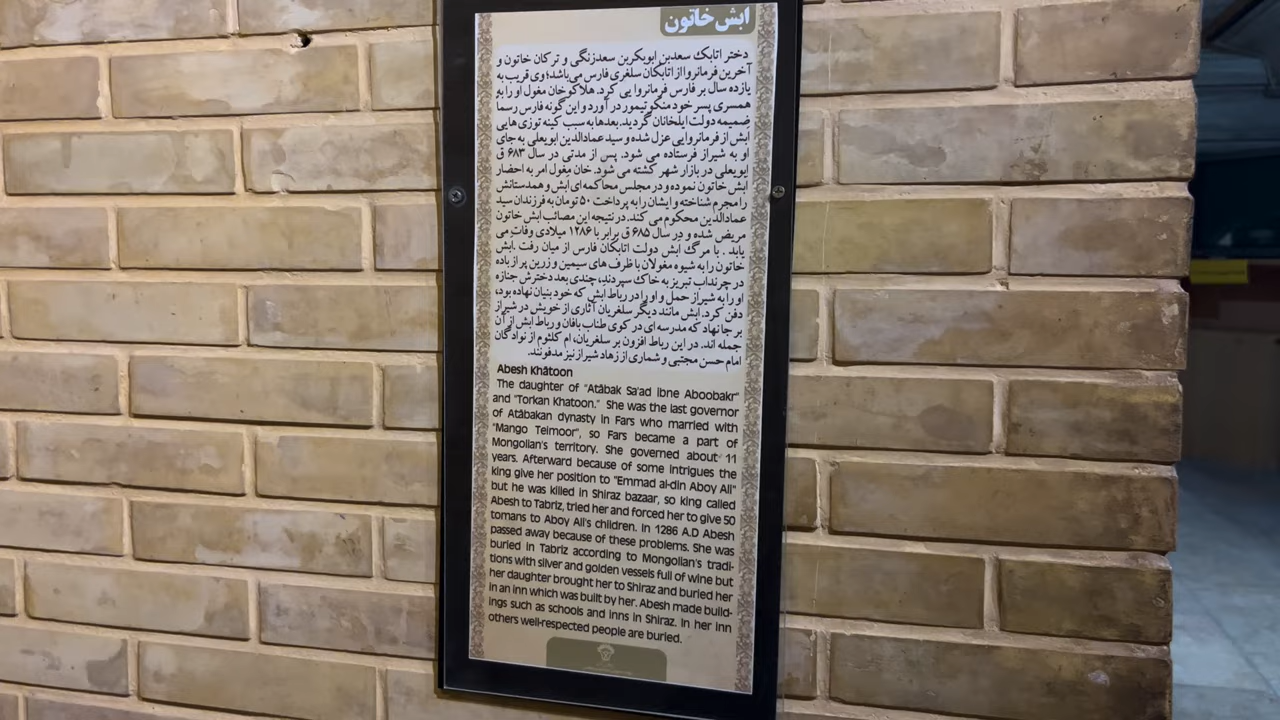 ابش خاتون
دختر اتابک سعدبن ابوبکربن سعدزنگی و ترکان خاتون و
آخرین فرمانروا از اتابکان سلغری فارس می‌باشد؛ وی قریب به
یازده سال بر فارس فرمانروا یی کرد. هلاکوخان مغول او را به
همسری پسر خود منکوتیمور در آورد و این گونه فارس رسما
ضمیمه دولت ایلخانان گردید. بعدها به سبب کینه توزی هایی
ابش از فرمانروایی عزل شده و سید عمادالدین ابویعلی به جای
او به شیراز فرستاده می شود. پس از مدتی در سال ۶۸۳ ق
ابویعلی در بازار شهر کشته می شود. خان مغول امر به احضار
ابش خاتون نموده و در مجلس محاکمه‌ای ابش و همدستانش
را مجرم شناخته و ایشان را به پرداخت ۵۰ تومان به فرزندان سید
عمادالدین محکوم می کند. در نتیجه این مصائب ابش خاتون
مریض شده و در سال ۶۸۵ ق برابر با ۱۲۸۶ میلادی وفات می
یابد . با مرگ ابش دولت اتابکان فارس از میان رفت .ابش
خاتون را به شیوه مغولان با ظرف های سیمین و زرین پر از باده
در چرنداب تبریز به خاک سپردند، چندی بعد دخترش جنازه
او را به شیراز حمل و او را در رباط ابش که خود بنیان نهاده بود،
دفن کرد. ابش مانند دیگر سلغریان آثاری از خویش در شیراز
بر جا نهاد که مدرسه ای در کوی طناب بافان و رباط ابش از آن
جمله اند. در این رباط افزون بر سلغریان، ام کلثوم از نوادگان
امام حسن مجتبی و شماری از زهاد شیراز نیز مدفونند.
Abesh Khâtoon
The daughter of "Atâbak Sa'ad Ibne Aboobakr"
and "Torkan Khatoon." She was the last governor
of Atâbakan dynasty in Fars who married with
"Mango Teimoor", so Fars became a part of
Mongolian's territory. She governed about 11
years. Afterward because of some intrigues the
king give her position to "Emmad al-din Aboy Ali"
but he was killed in Shiraz bazaar, so king called
Abesh to Tabriz, tried her and forced her to give 50
tomans to Aboy Ali's children. In 1286 A.D Abesh
passed away because of these problems. She was
buried in Tabriz according to Mongolian's tradi-
tions with silver and golden vessels full of wine but
her daughter brought her to Shiraz and buried her
in an inn which was built by her. Abesh made build-
ings such as schools and inns in Shiraz. In her inn
others well-respected people are buried.